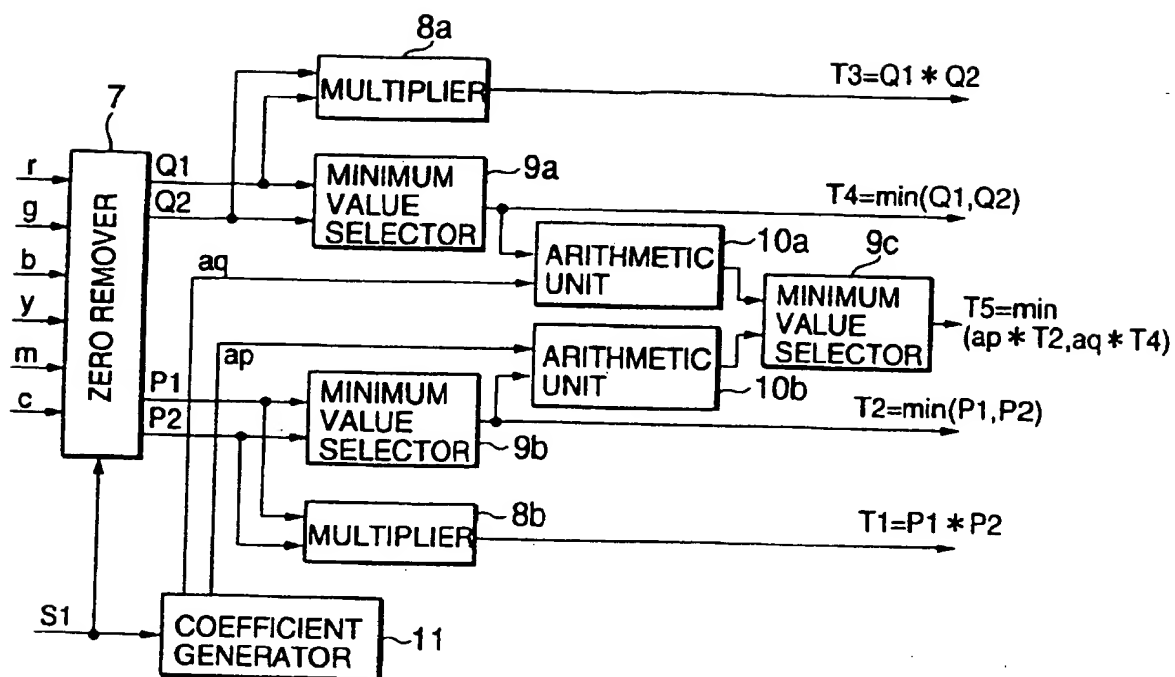 8a
MULTIPLIER
T3=Q1*Q2
7
ZERO REMOVER
r
g
b
y
m
c
Q1
Q2
MINIMUM
VALUE
SELECTOR
9a
T4=min(Q1,Q2)
aq
ARITHMETIC
UNIT
10a
9c
MINIMUM
VALUE
SELECTOR
T5=min
(ap*T2,aq*T4)
ap
ARITHMETIC
UNIT
10b
P1
P2
MINIMUM
VALUE
SELECTOR
9b
T2=min(P1,P2)
MULTIPLIER
8b
T1=P1*P2
S1
COEFFICIENT
GENERATOR
11